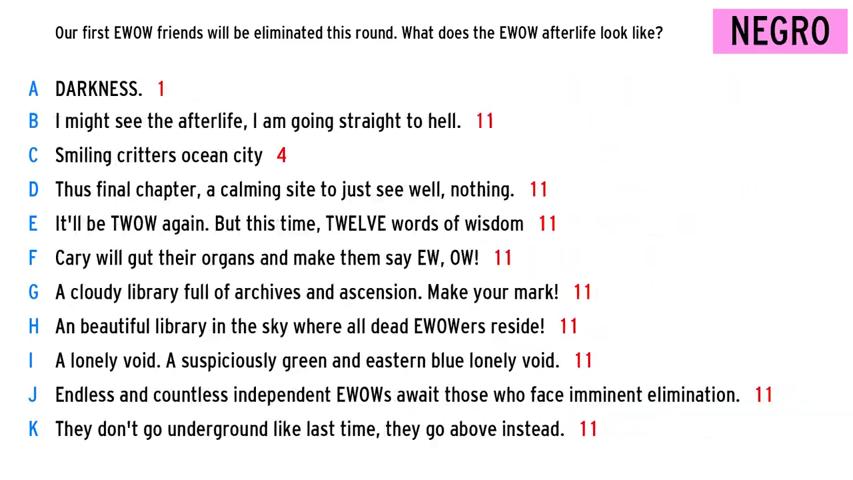 Our first EWOW friends will be eliminated this round. What does the EWOW afterlife look like?
NEGRO
A DARKNESS. 1
B I might see the afterlife, I am going straight to hell. 11
C Smiling critters ocean city 4
D Thus final chapter, a calming site to just see well, nothing. 11
E It'll be TWOW again. But this time, TWELVE words of wisdom 11
F Cary will gut their organs and make them say EW, OW! 11
G A cloudy library full of archives and ascension. Make your mark! 11
H An beautiful library in the sky where all dead EWOWers reside! 11
I A lonely void. A suspiciously green and eastern blue lonely void. 11
J Endless and countless independent EWOWs await those who face imminent elimination. 11
K They don't go underground like last time, they go above instead. 11